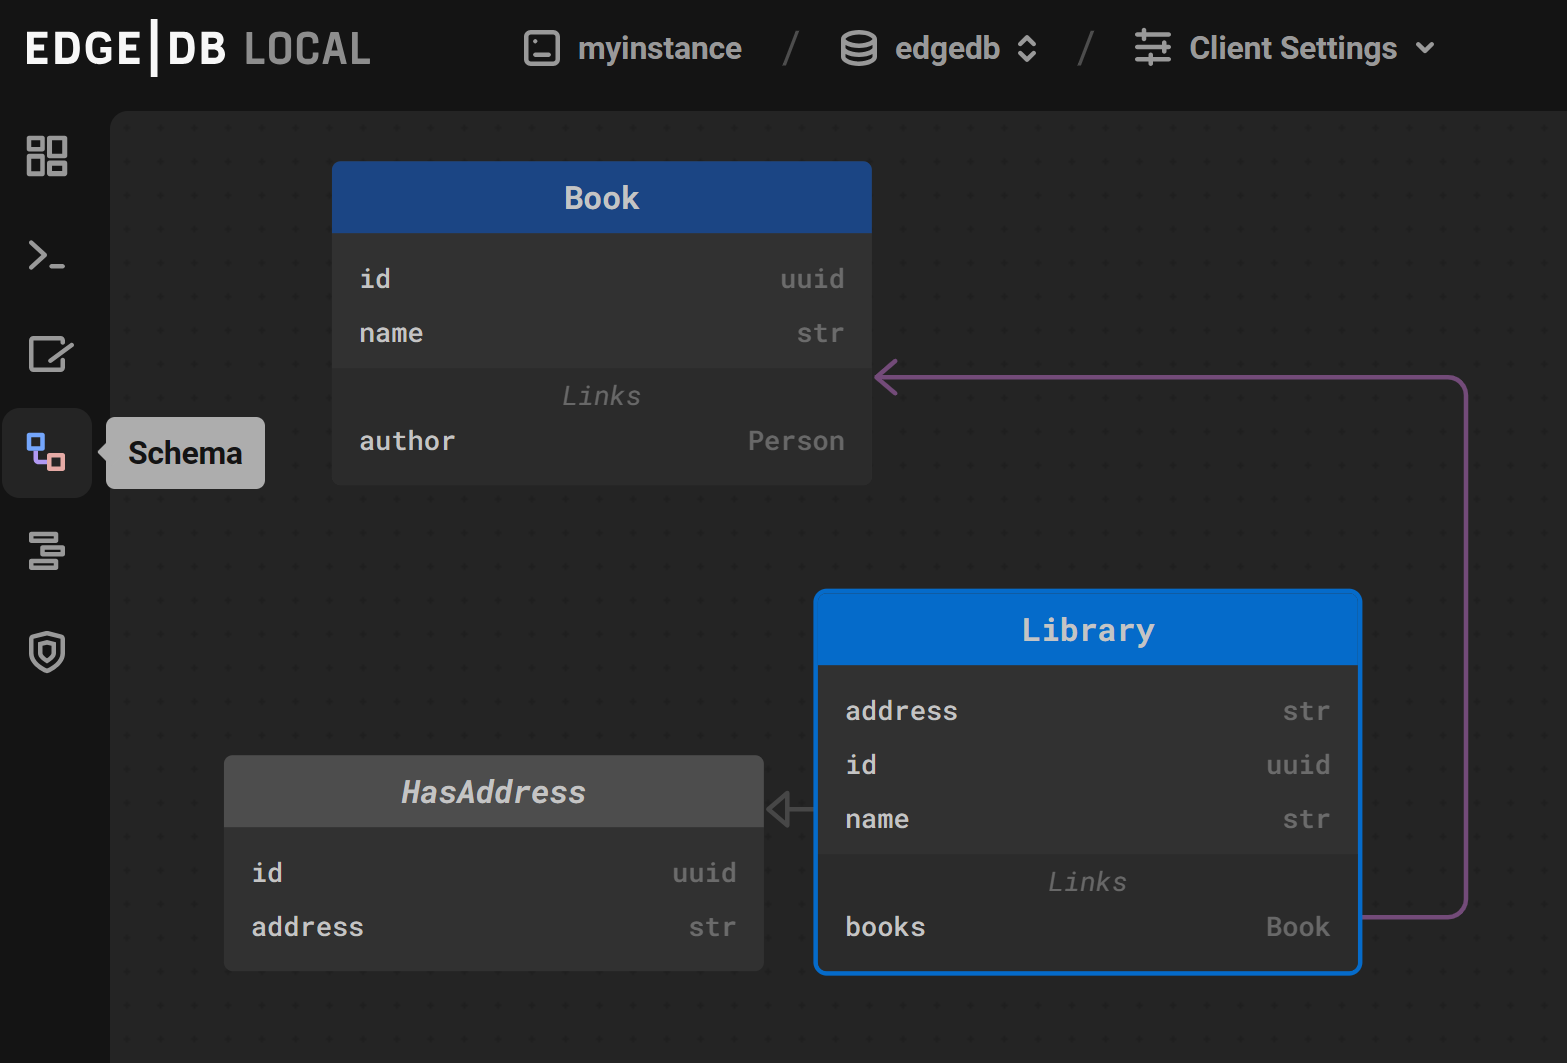 EDGE|DB LOCAL myinstance / edgedb / Client Settings
Book
id uuid
name str
Links
author Person
Schema
Library
address str
id uuid
name str
Links
books Book
HasAddress
id uuid
address str